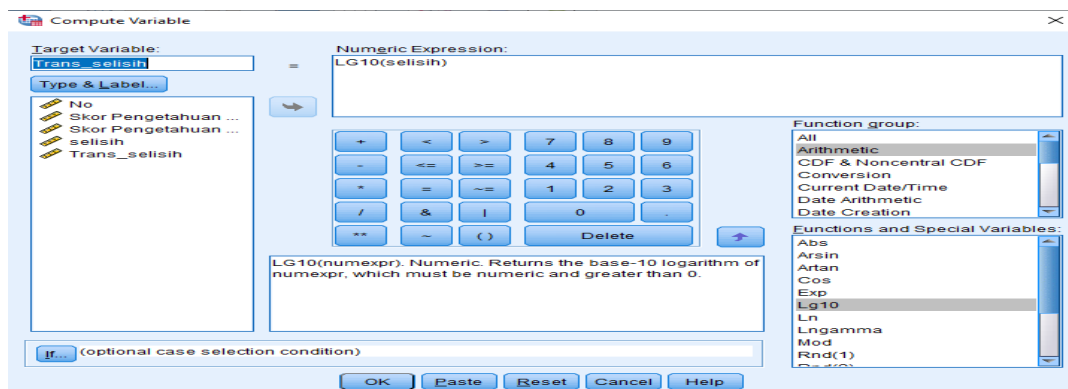 Compute Variable
Target Variable:
Trans_selisih
=
Numeric Expression:
LG10(selisih)
Type & Label...
No
Skor Pengetahuan ...
Skor Pengetahuan ...
selisih
Trans_selisih
+ < > 7 8 9
- <= >= 4 5 6
* = ~= 1 2 3
/ & | 0 .
** ~ ( ) Delete
Function group:
All
Arithmetic
CDF & Noncentral CDF
Conversion
Current Date/Time
Date Arithmetic
Date Creation
Functions and Special Variables:
Abs
Arsin
Artan
Cos
Exp
Lg10
Ln
Lngamma
Mod
Rnd(1)
LG10(numexpr). Numeric. Returns the base-10 logarithm of
numexpr, which must be numeric and greater than 0.
If... (optional case selection condition)
OK Paste Reset Cancel Help